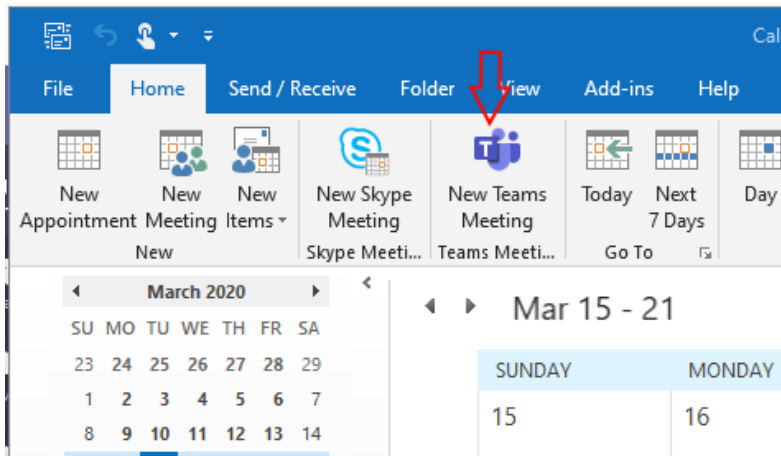 Cal
File Home Send / Receive Folder View Add-ins Help
New Appointment
New Meeting
New Items
New Skype Meeting
New Teams Meeting
Today
Next 7 Days
Day
New
Skype Meeti...
Teams Meeti...
Go To
March 2020
SU MO TU WE TH FR SA
23 24 25 26 27 28 29
1 2 3 4 5 6 7
8 9 10 11 12 13 14
Mar 15 - 21
SUNDAY MONDAY
15 16